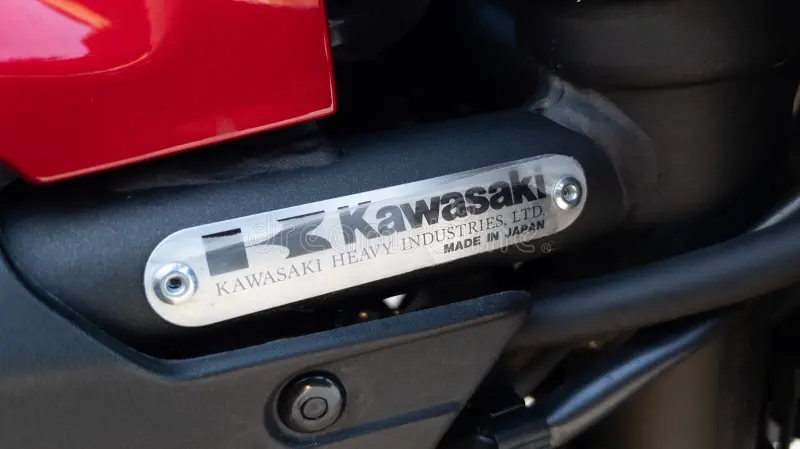 Kawasaki
KAWASAKI HEAVY INDUSTRIES, LTD.
MADE IN JAPAN